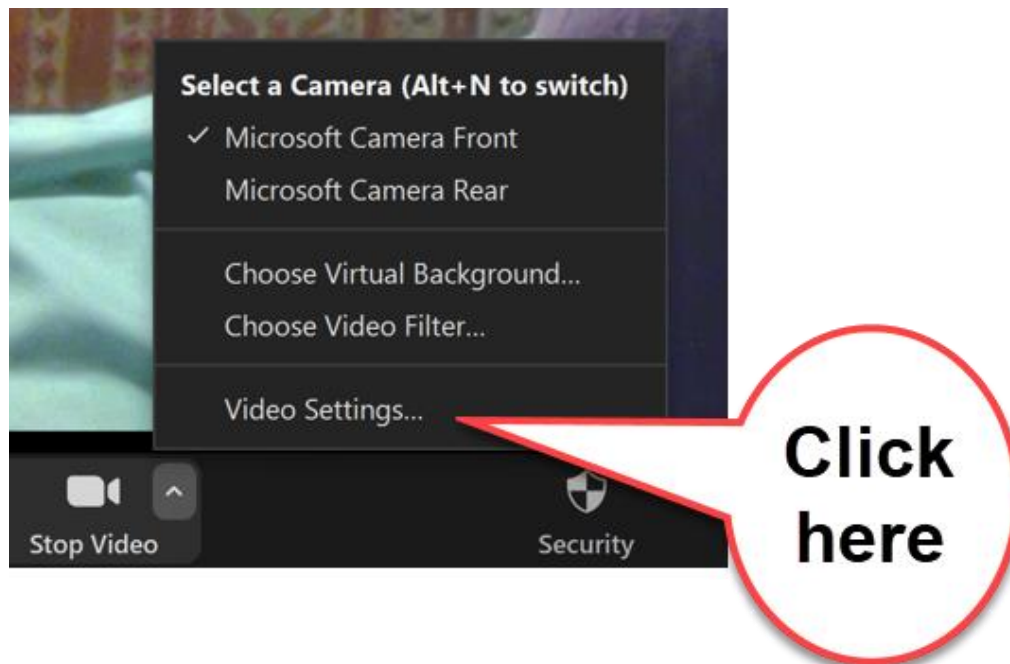 Select a Camera (Alt+N to switch)
Microsoft Camera Front
Microsoft Camera Rear
Choose Virtual Background...
Choose Video Filter...
Video Settings...
Click
here
Stop Video
Security